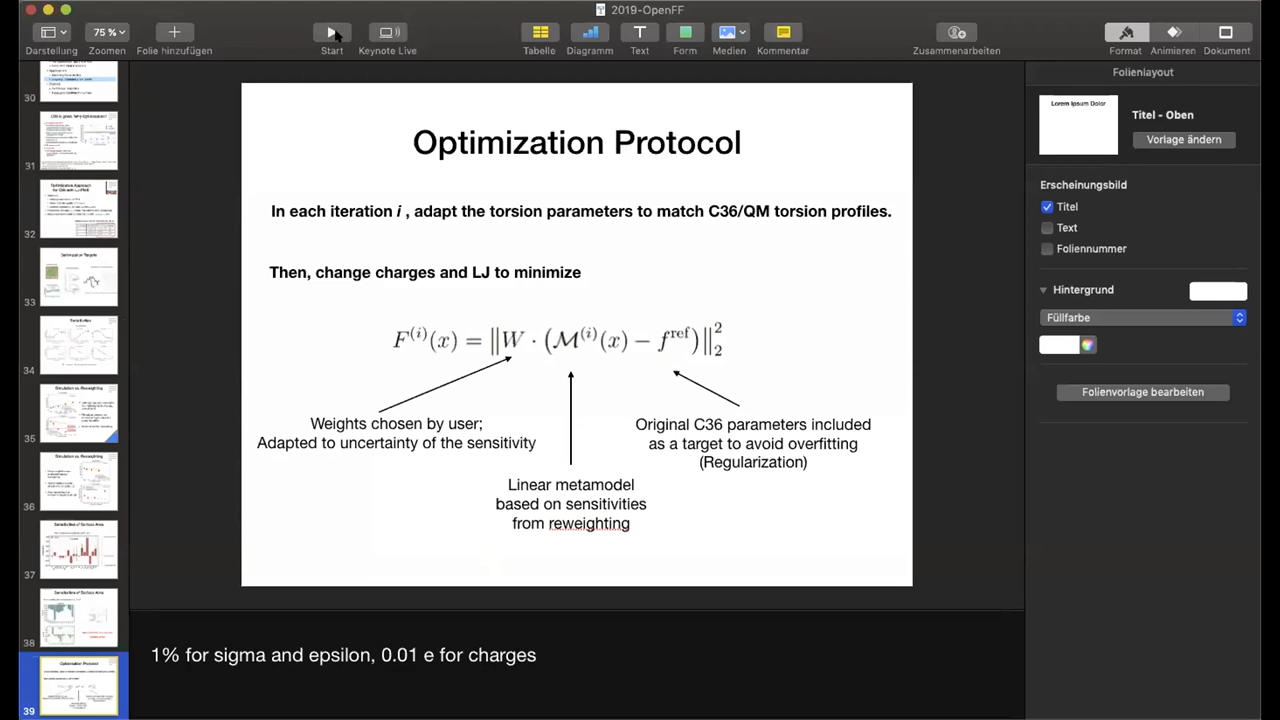 2019-OpenFF
75 %
Darstellung
Zoomen
Folie hinzufügen
Start
Keynote Live
Tabelle
Diagramm
Text
Form
Medien
Kommentar
Zusammenarbeiten
Format
Animieren
Dokument
30
31
32
33
34
35
36
37
38
39
Optimization Protocol
In each iteration i , adapt the torsion parameters to match C36/QM torsion profiles.
Then, change charges and LJ to minimize
F^(i)(x) = ||W · (M^(i)(x) − f^ref)||_2^2
Weights chosen by user;
Adapted to uncertainty of the sensitivity
Original C36 parameters included
as a target to avoid overfitting
(Regularization)
Linear metamodel
based on sensitivities
from reweighting
1% for sigma and epsilon, 0.01 e for charges
Folienlayout
Lorem Ipsum Dolor
Titel - Oben
Vorlage ändern
Erscheinungsbild
Titel
Text
Foliennummer
Hintergrund
Füllfarbe
Folienvorlage bearbeiten